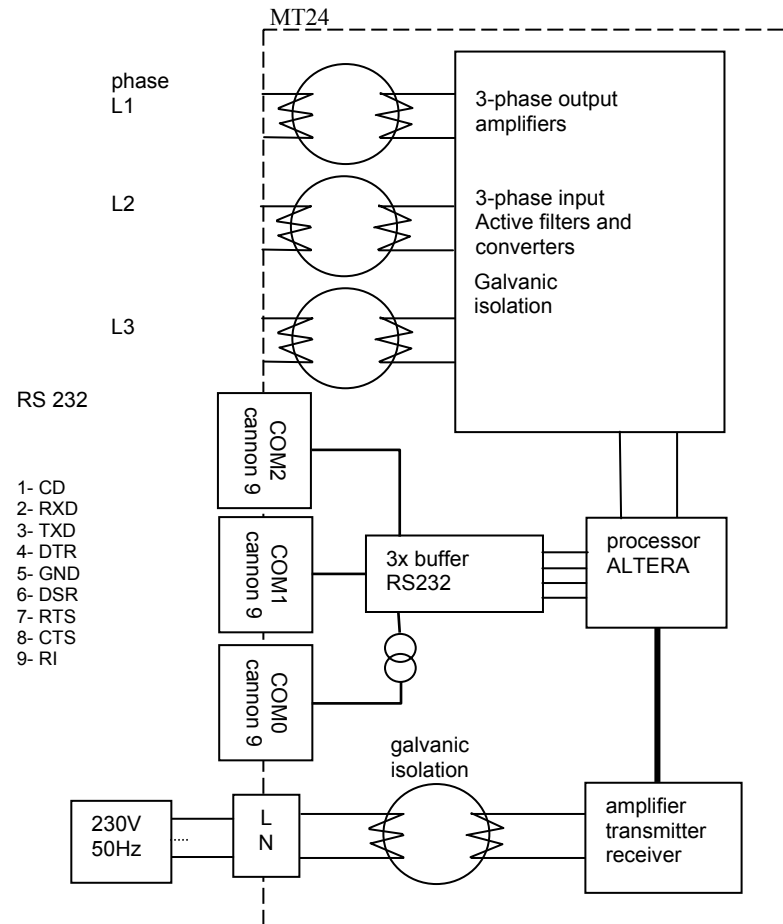 MT24
phase
L1
L2
L3
3-phase output
amplifiers
3-phase input
Active filters and
converters
Galvanic
isolation
RS 232
1- CD
2- RXD
3- TXD
4- DTR
5- GND
6- DSR
7- RTS
8- CTS
9- RI
COM2
cannon 9
COM1
cannon 9
COM0
cannon 9
3x buffer
RS232
processor
ALTERA
galvanic
isolation
230V
50Hz
L
N
amplifier
transmitter
receiver